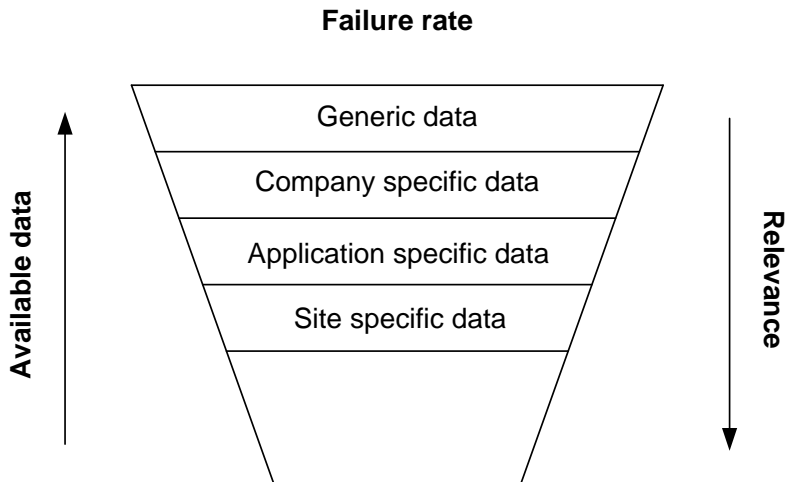 Failure rate
Generic data
Company specific data
Application specific data
Site specific data
Available data
Relevance